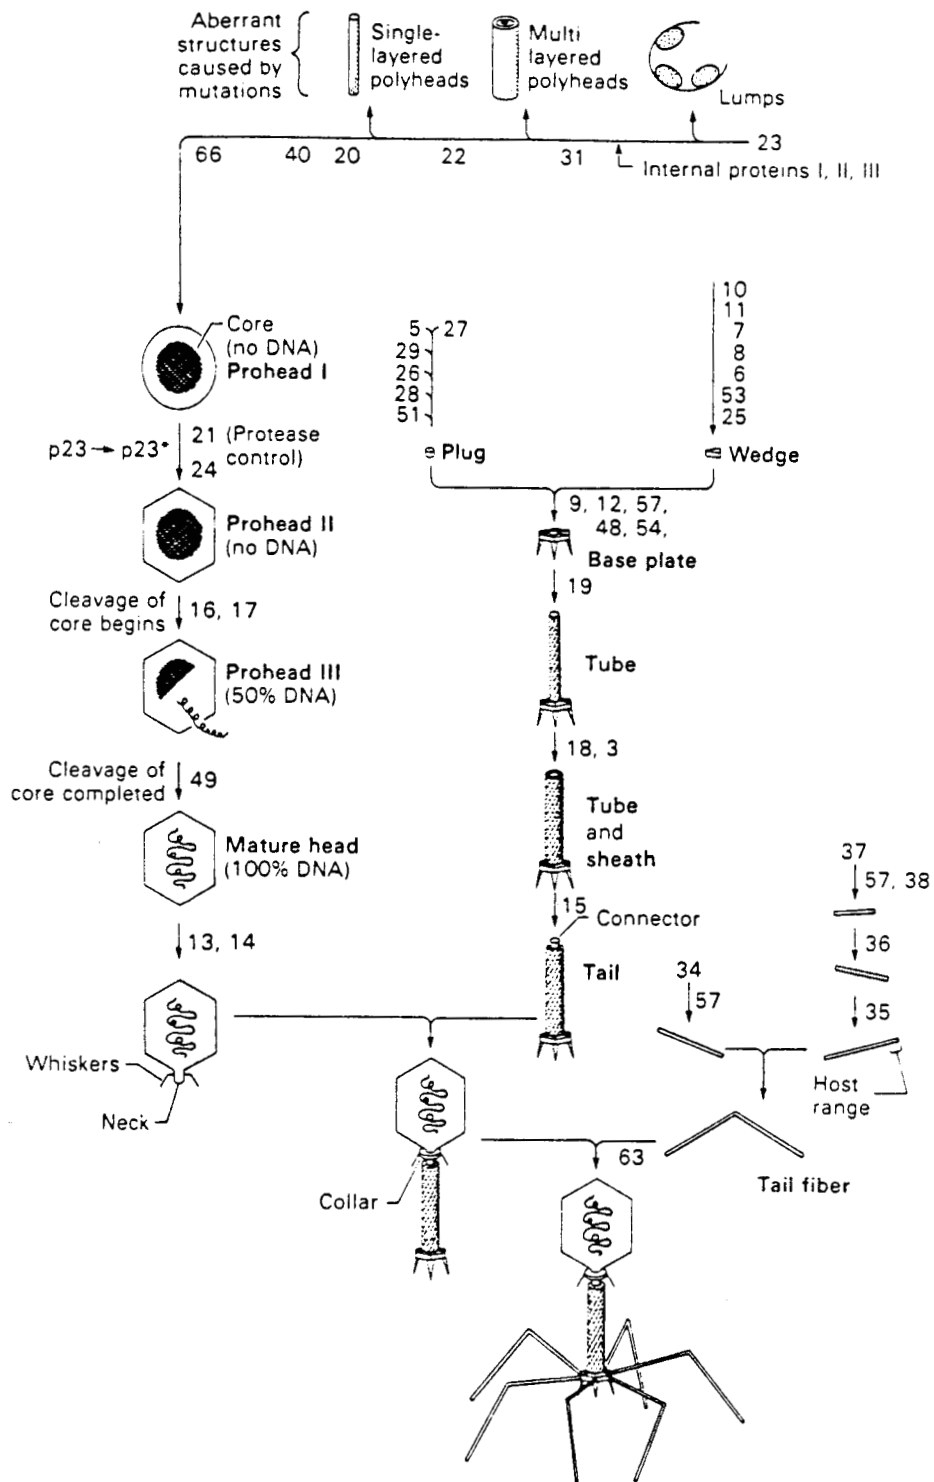 Aberrant
structures
caused by
mutations
Single-
layered
polyheads
Multi
layered
polyheads
Lumps
23
66 40 20 22 31
Internal proteins I, II, III
Core
(no DNA)
Prohead I
p23 → p23*
21 (Protease
control)
24
Prohead II
(no DNA)
Cleavage of
core begins
16, 17
Prohead III
(50% DNA)
Cleavage of
core completed
49
Mature head
(100% DNA)
13, 14
Whiskers
Neck
5 27
29
26
28
51
Plug
10
11
7
8
6
53
25
Wedge
9, 12, 57,
48, 54,
Base plate
19
Tube
18, 3
Tube
and
sheath
15
Connector
Tail
34
57
37
57, 38
36
35
Host
range
Collar
63
Tail fiber